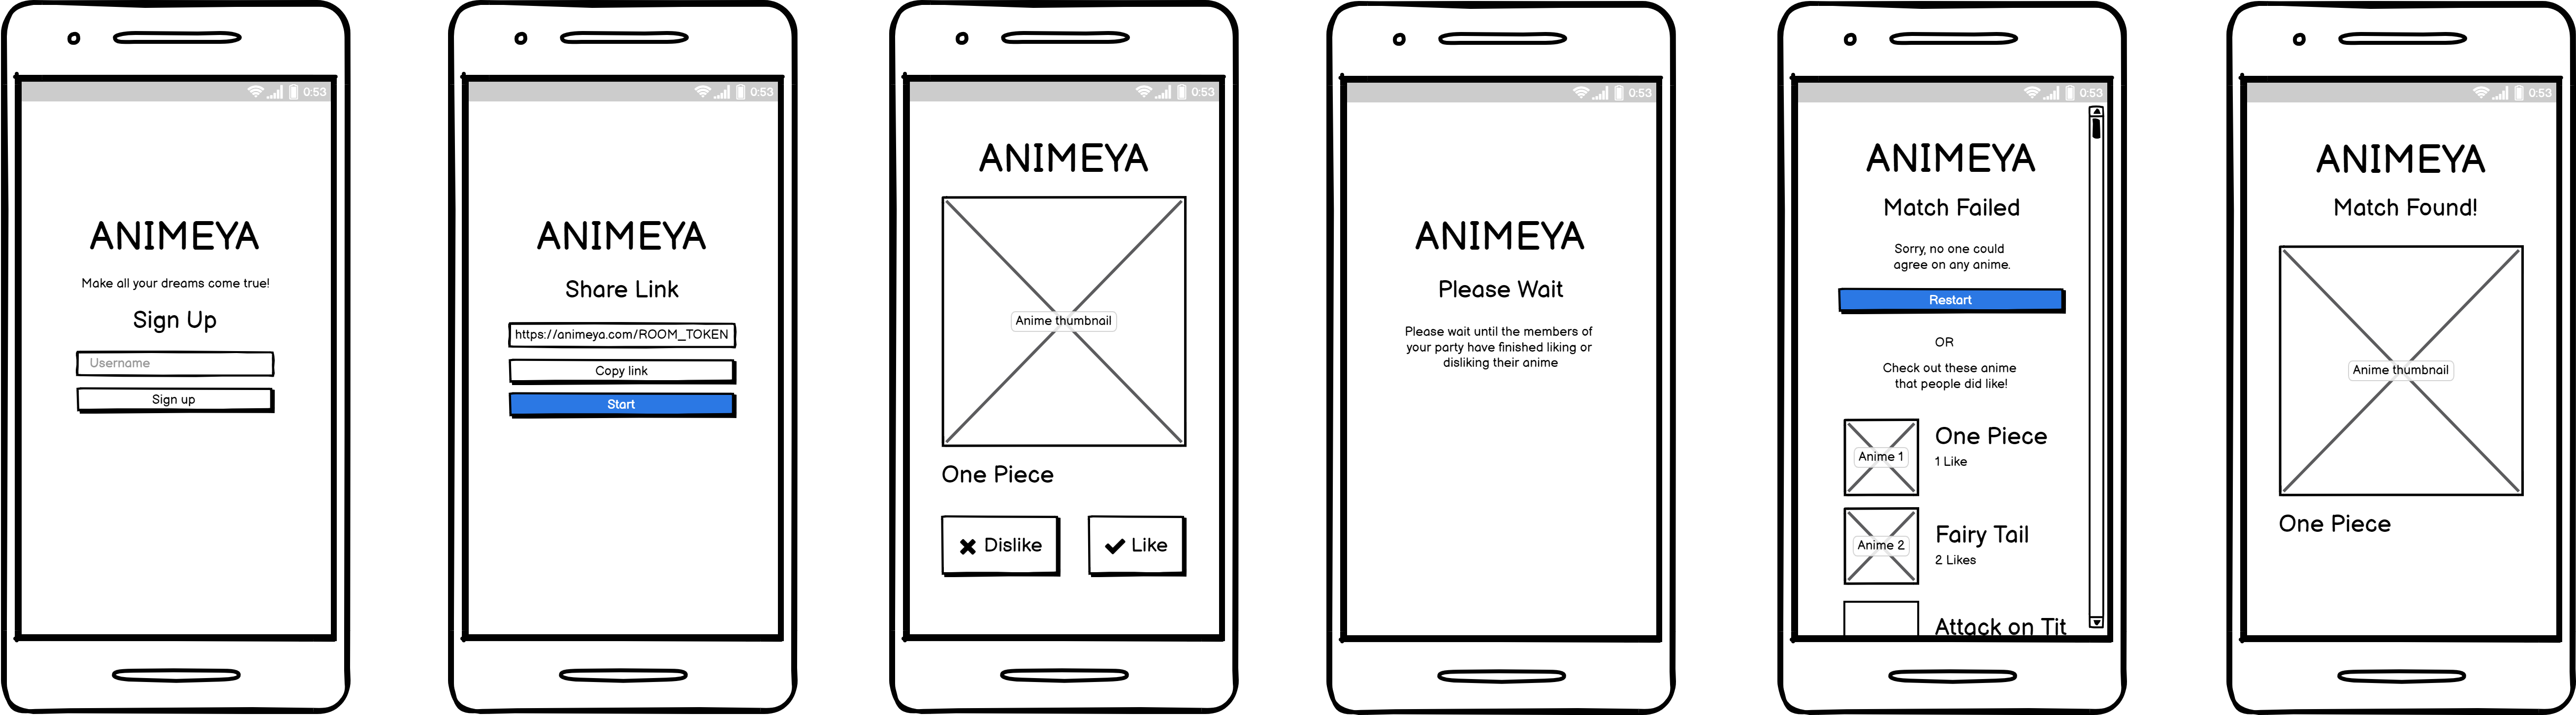 0:53
ANIMEYA
Make all your dreams come true!
Sign Up
Username
Sign up
0:53
ANIMEYA
Share Link
https://animeya.com/ROOM_TOKEN
Copy link
Start
0:53
ANIMEYA
Anime thumbnail
One Piece
Dislike
Like
0:53
ANIMEYA
Please Wait
Please wait until the members of
your party have finished liking or
disliking their anime
0:53
ANIMEYA
Match Failed
Sorry, no one could
agree on any anime.
Restart
OR
Check out these anime
that people did like!
Anime 1
One Piece
1 Like
Anime 2
Fairy Tail
2 Likes
Attack on Tit
0:53
ANIMEYA
Match Found!
Anime thumbnail
One Piece